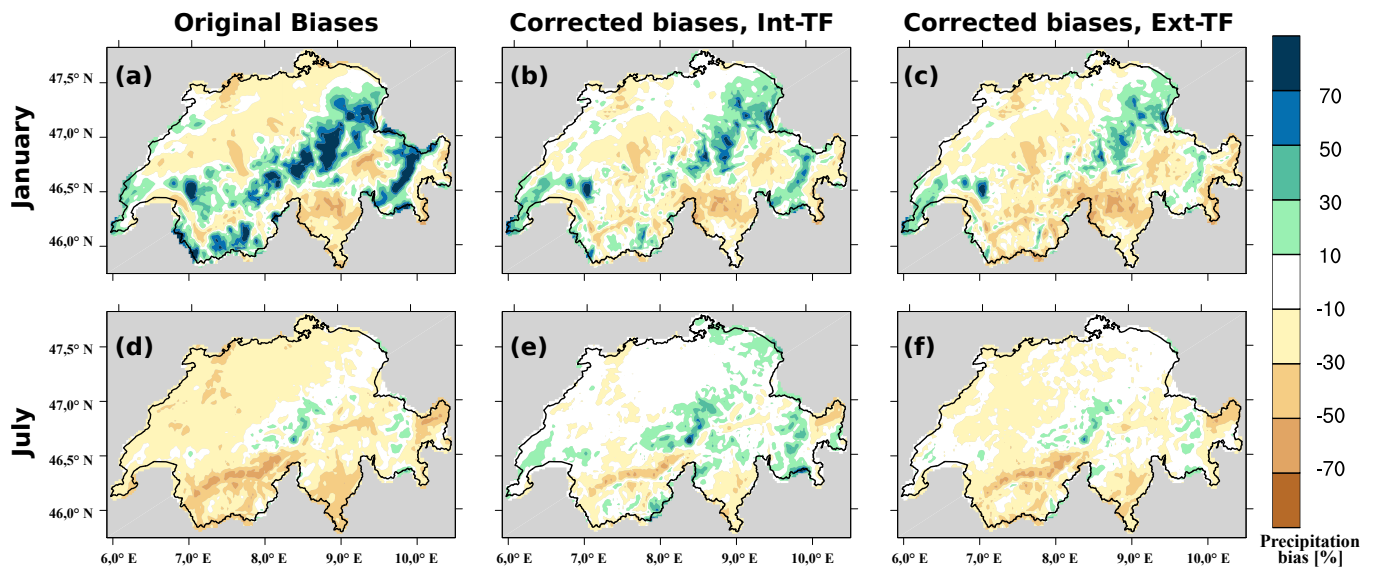 Original Biases
Corrected biases, Int-TF
Corrected biases, Ext-TF
January
(a)
(b)
(c)
47.5° N
47.0° N
46.5° N
46.0° N
70
50
30
10
-10
-30
-50
-70
Precipitation
bias [%]
July
(d)
(e)
(f)
47.5° N
47.0° N
46.5° N
46,0° N
6,0° E
7,0° E
8,0° E
9,0° E
10,0° E
6,0° E
7,0° E
8,0° E
9,0° E
10,0° E
6,0° E
7,0° E
8,0° E
9,0° E
10,0° E